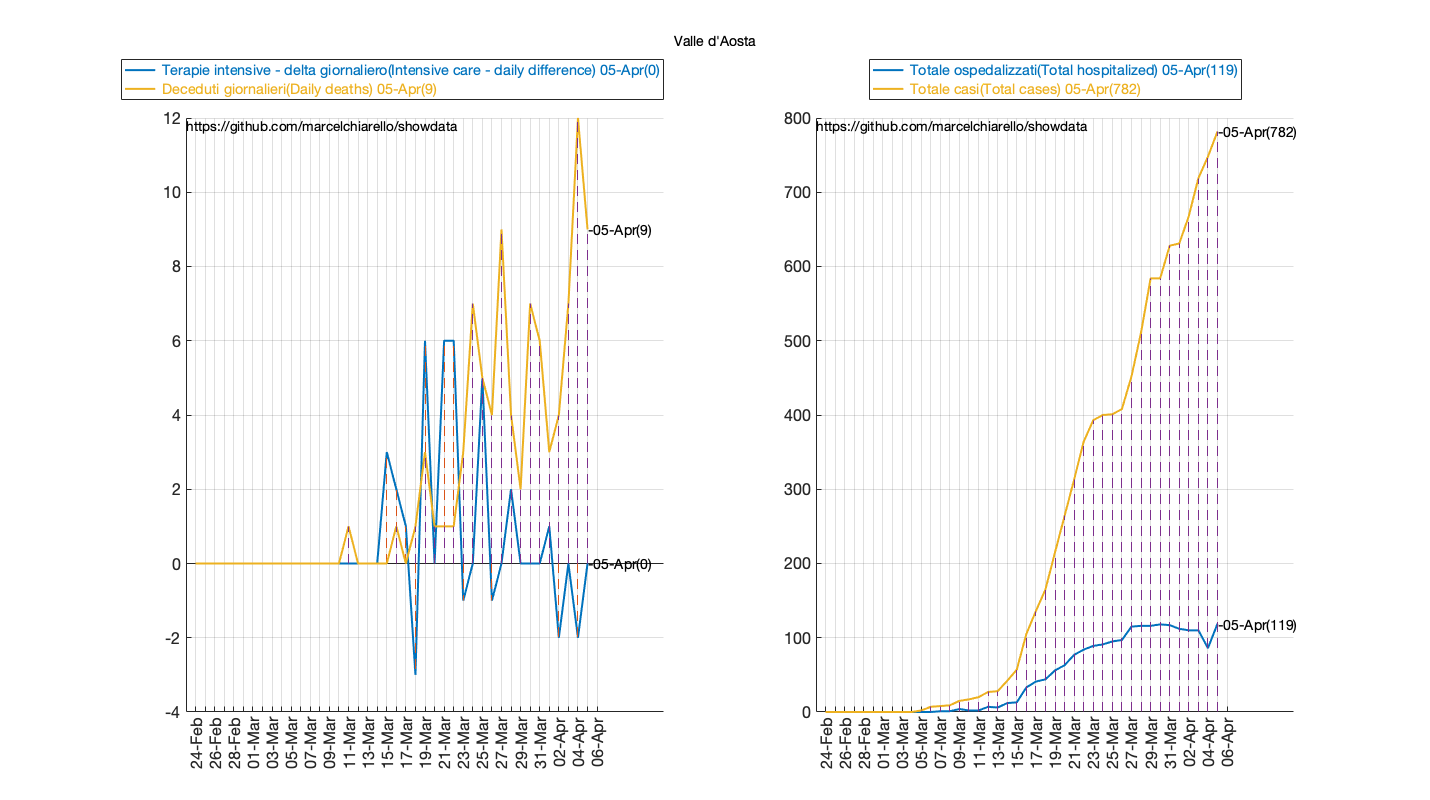 Valle d'Aosta
Terapie intensive - delta giornaliero(Intensive care - daily difference) 05-Apr(0)
Deceduti giornalieri(Daily deaths) 05-Apr(9)
https://github.com/marcelchiarello/showdata
12
10
8
6
4
2
0
-2
-4
-05-Apr(9)
-05-Apr(0)
24-Feb
26-Feb
28-Feb
01-Mar
03-Mar
05-Mar
07-Mar
09-Mar
11-Mar
13-Mar
15-Mar
17-Mar
19-Mar
21-Mar
23-Mar
25-Mar
27-Mar
29-Mar
31-Mar
02-Apr
04-Apr
06-Apr
Totale ospedalizzati(Total hospitalized) 05-Apr(119)
Totale casi(Total cases) 05-Apr(782)
https://github.com/marcelchiarello/showdata
800
700
600
500
400
300
200
100
0
-05-Apr(782)
-05-Apr(119)
24-Feb
26-Feb
28-Feb
01-Mar
03-Mar
05-Mar
07-Mar
09-Mar
11-Mar
13-Mar
15-Mar
17-Mar
19-Mar
21-Mar
23-Mar
25-Mar
27-Mar
29-Mar
31-Mar
02-Apr
04-Apr
06-Apr